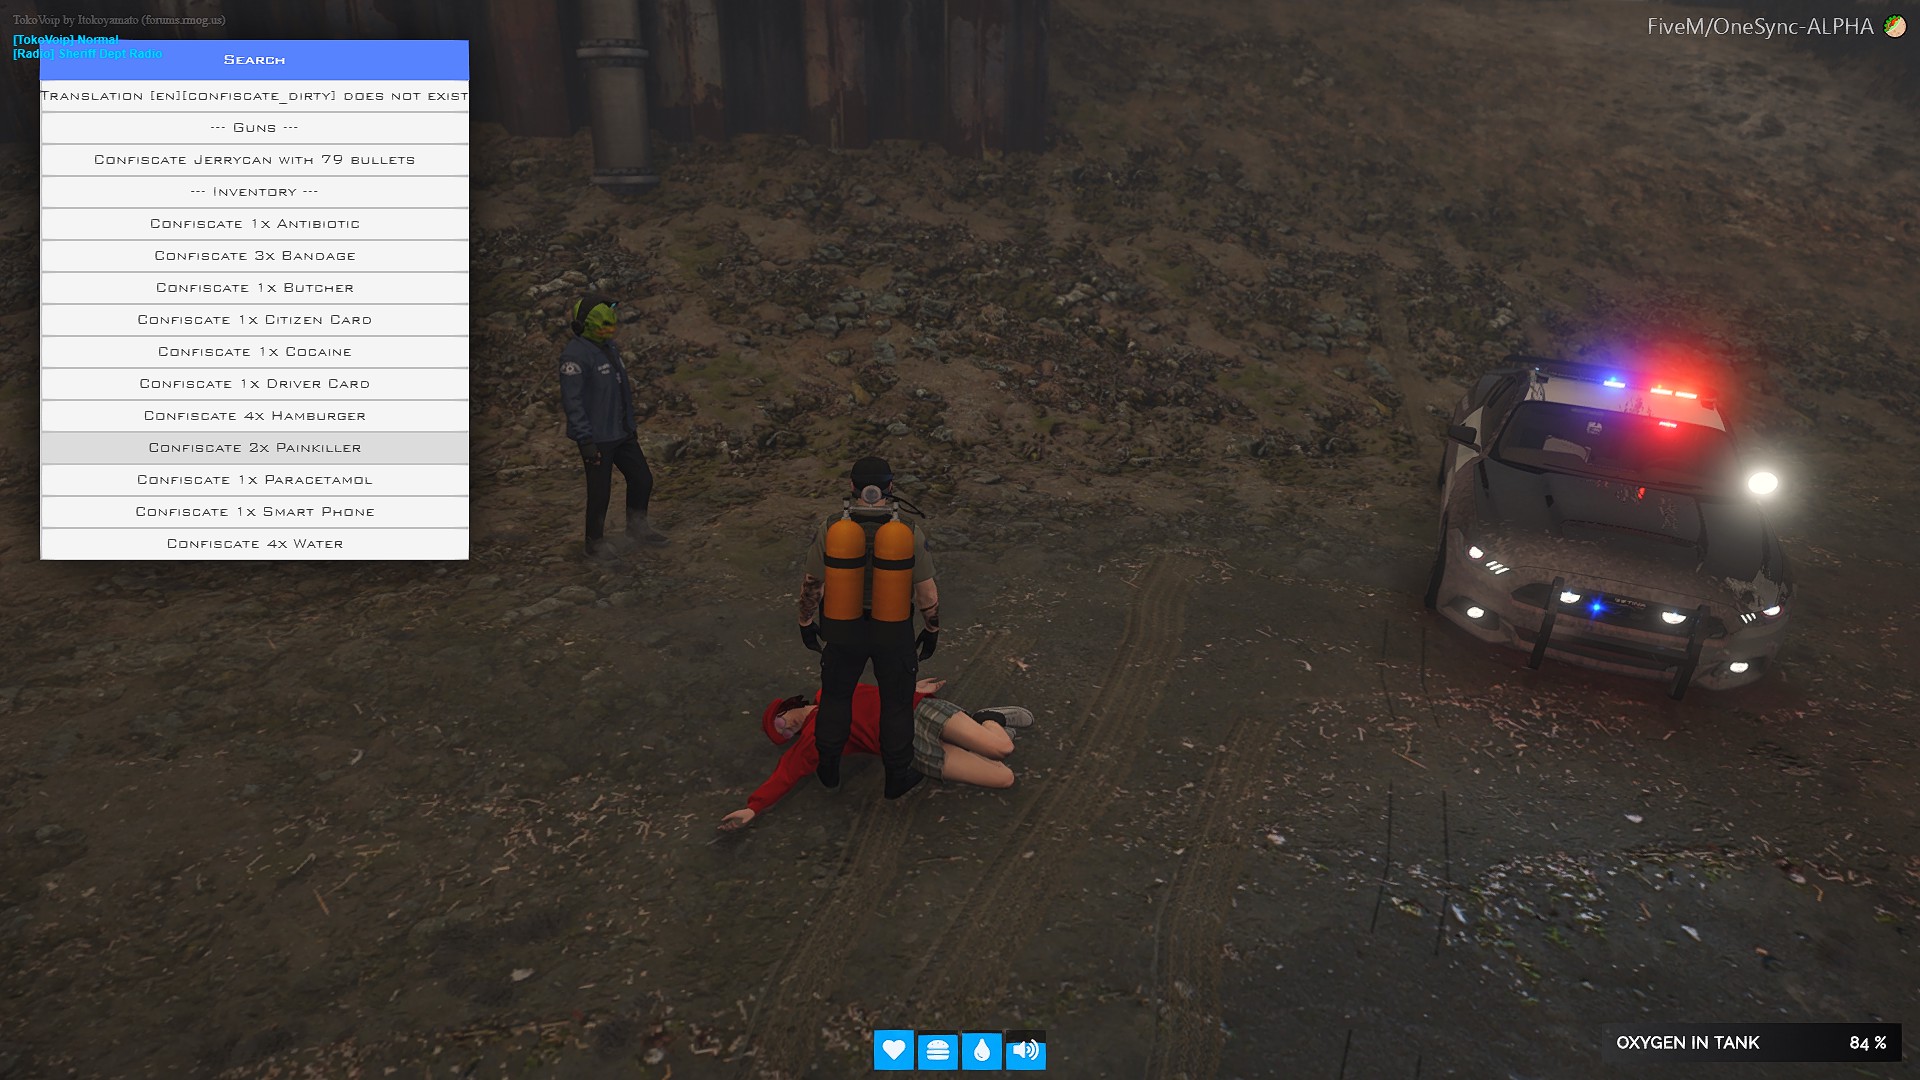 TokoVoip by Itokoyamato (forums.rmog.us)
[TokoVoip] Normal
[Radio] Sheriff Dept Radio
FiveM/OneSync-ALPHA
Search
Translation [en][confiscate_dirty] does not exist
--- Guns ---
Confiscate Jerrycan with 79 bullets
--- Inventory ---
Confiscate 1x Antibiotic
Confiscate 3x Bandage
Confiscate 1x Butcher
Confiscate 1x Citizen Card
Confiscate 1x Cocaine
Confiscate 1x Driver Card
Confiscate 4x Hamburger
Confiscate 2x Painkiller
Confiscate 1x Paracetamol
Confiscate 1x Smart Phone
Confiscate 4x Water
OXYGEN IN TANK 84 %